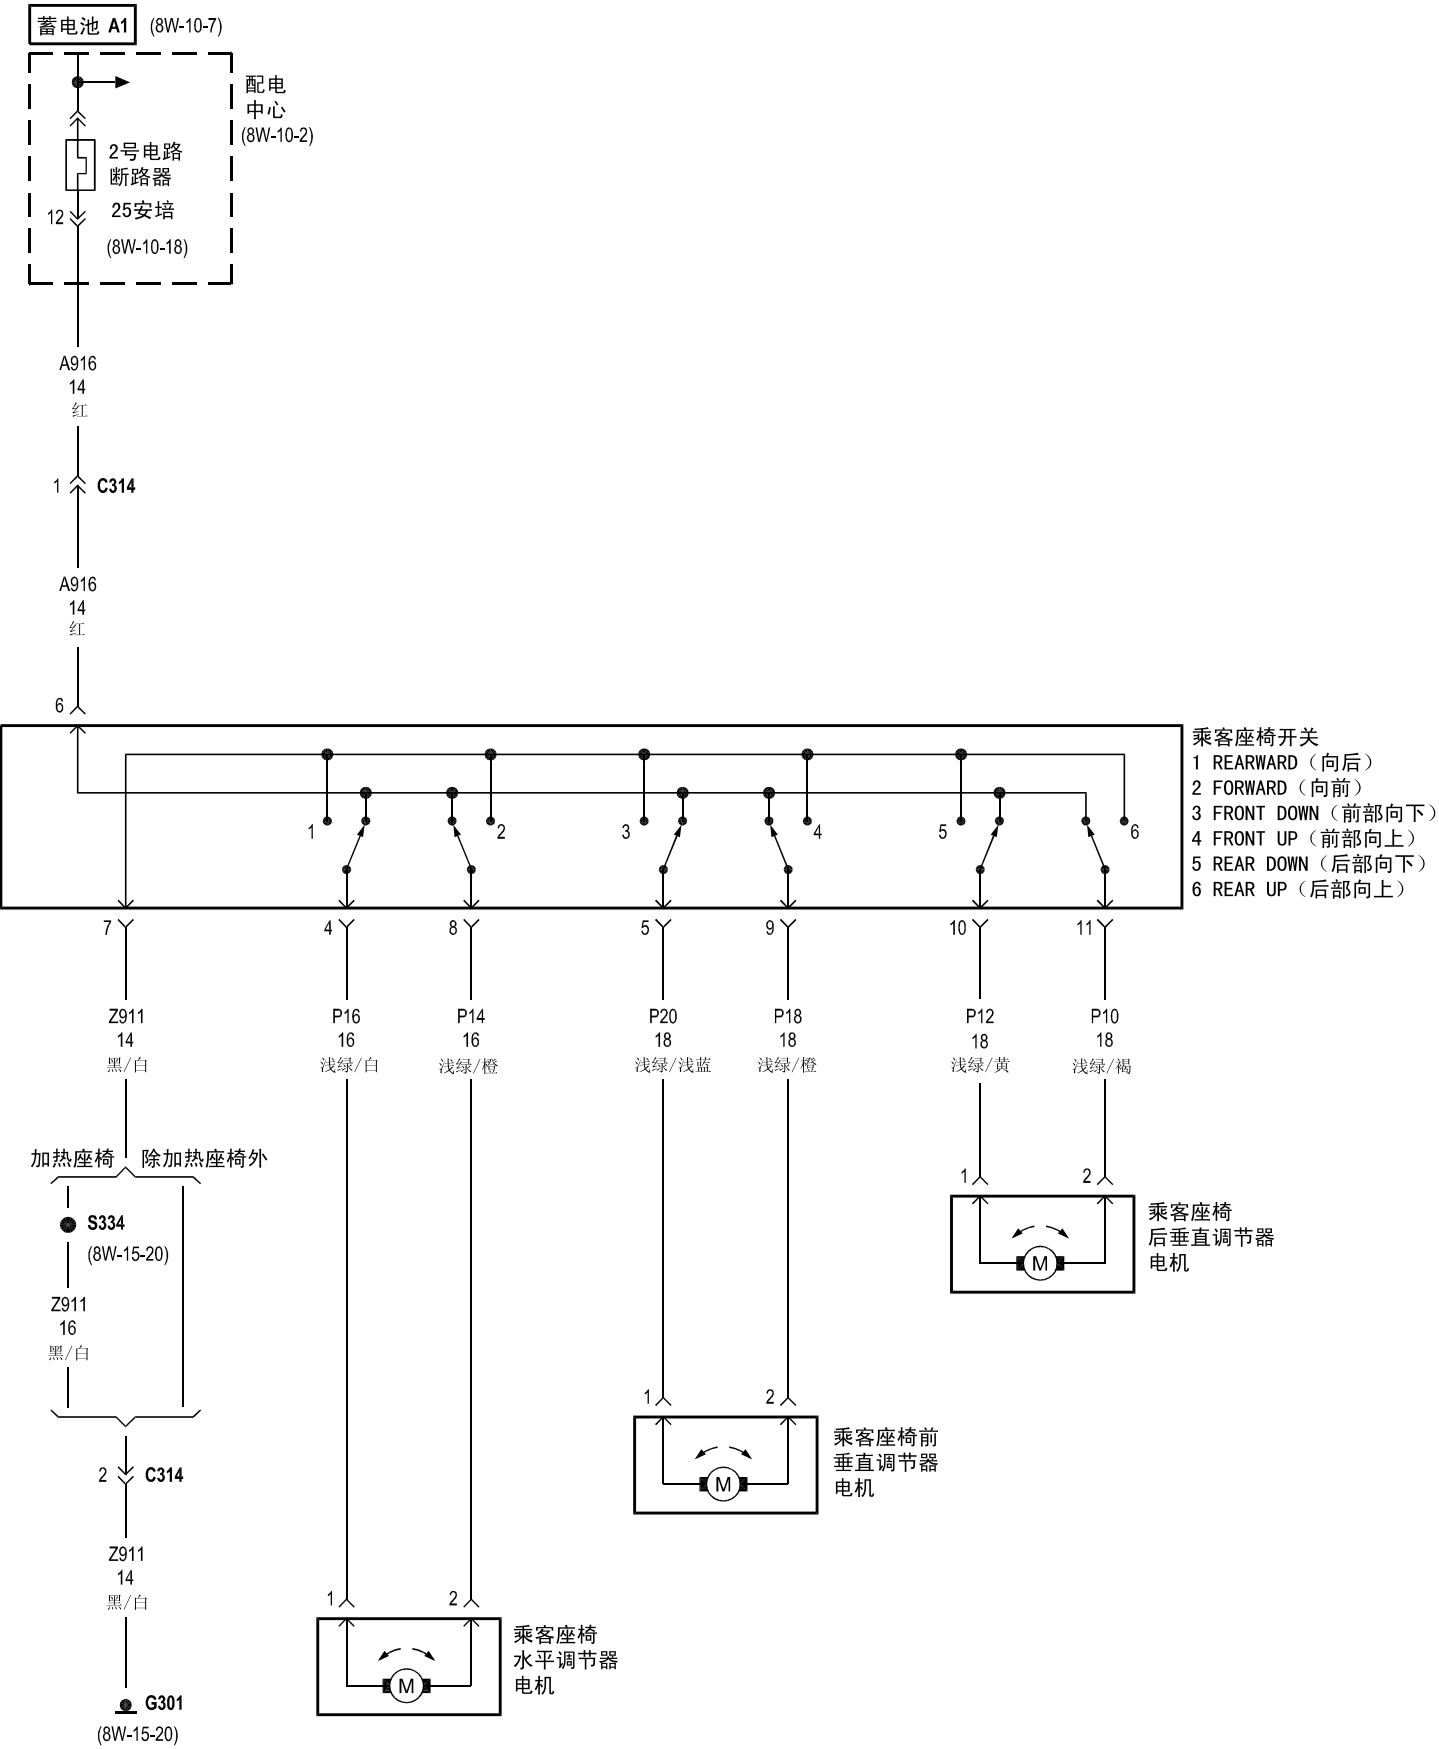 蓄电池 A1 (8W-10-7)
配电
中心
(8W-10-2)
2号电路
断路器
25安培
(8W-10-18)
12
A916
14
红
1 C314
A916
14
红
6
乘客座椅开关
1 REARWARD（向后）
2 FORWARD（向前）
3 FRONT DOWN（前部向下）
4 FRONT UP（前部向上）
5 REAR DOWN（后部向下）
6 REAR UP（后部向上）
1 2 3 4 5 6
7 4 8 5 9 10 11
Z911 P16 P14 P20 P18 P12 P10
14 16 16 18 18 18 18
黑/白 浅绿/白 浅绿/橙 浅绿/浅蓝 浅绿/橙 浅绿/黄 浅绿/褐
加热座椅 除加热座椅外
S334
(8W-15-20)
Z911
16
黑/白
2 C314
Z911
14
黑/白
G301
(8W-15-20)
1 2
M
乘客座椅
后垂直调节器
电机
1 2
M
乘客座椅前
垂直调节器
电机
1 2
M
乘客座椅
水平调节器
电机